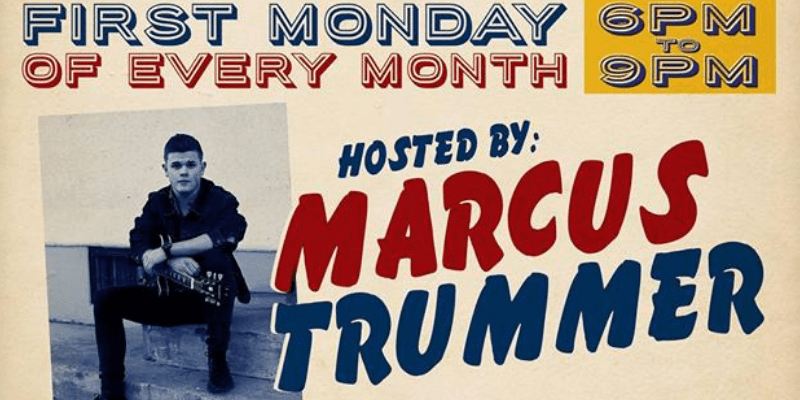 FIRST MONDAY
OF EVERY MONTH
6PM
TO
9PM
HOSTED BY:
MARCUS
TRUMMER